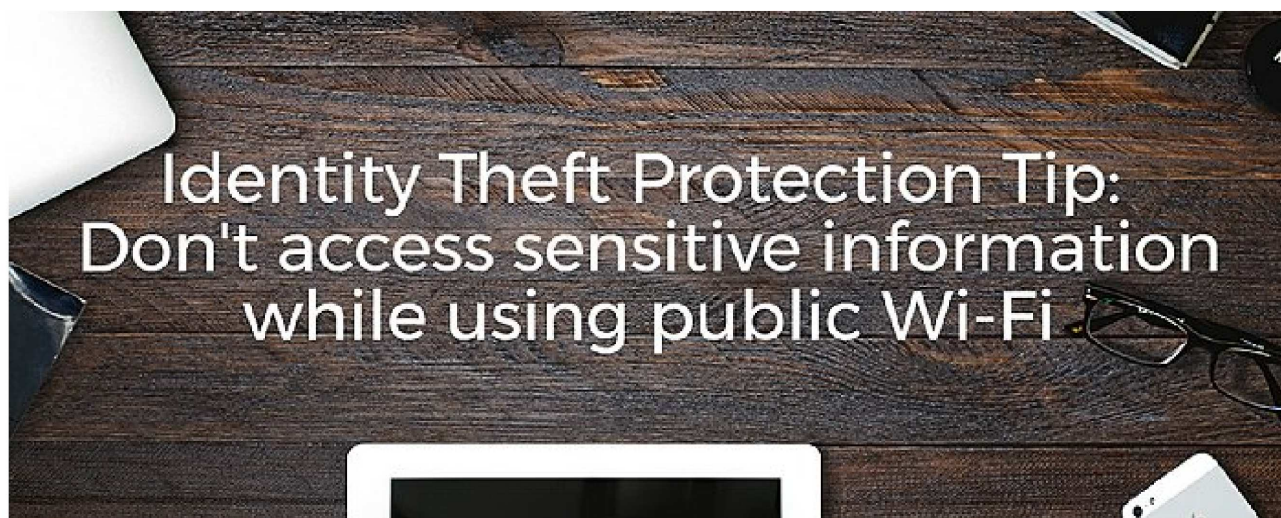 Identity Theft Protection Tip:
Don't access sensitive information
while using public Wi-Fi